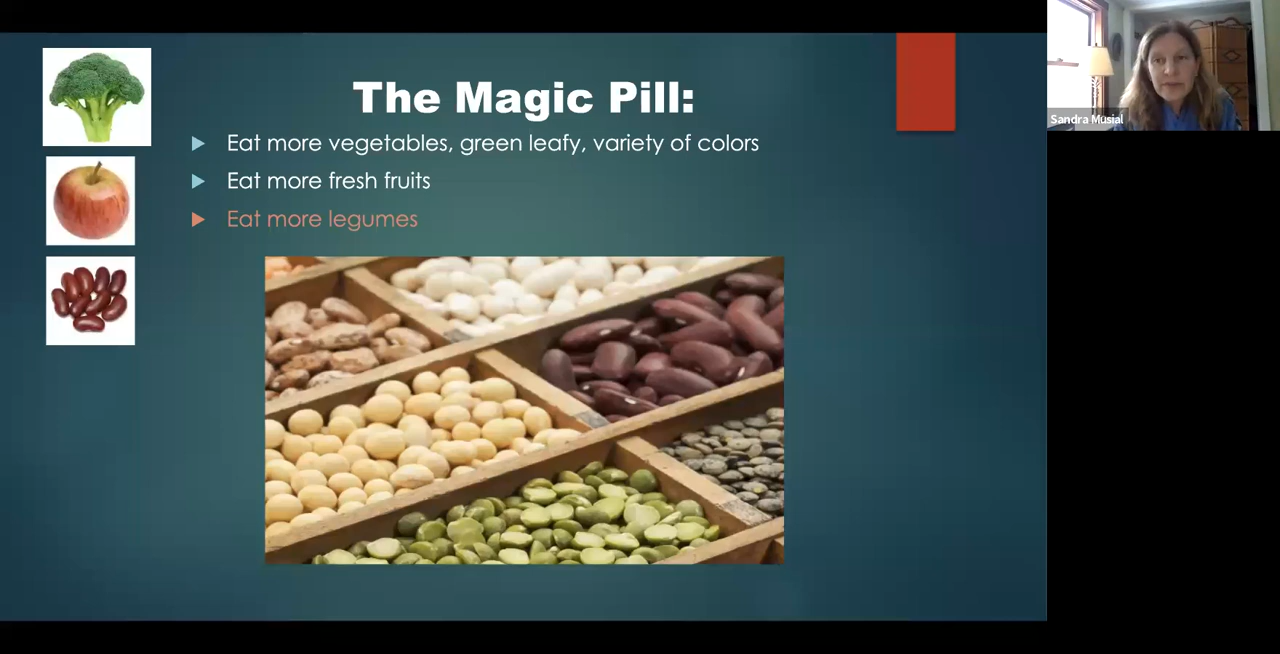 The Magic Pill:
Eat more vegetables, green leafy, variety of colors
Eat more fresh fruits
Eat more legumes
Sandra Musial